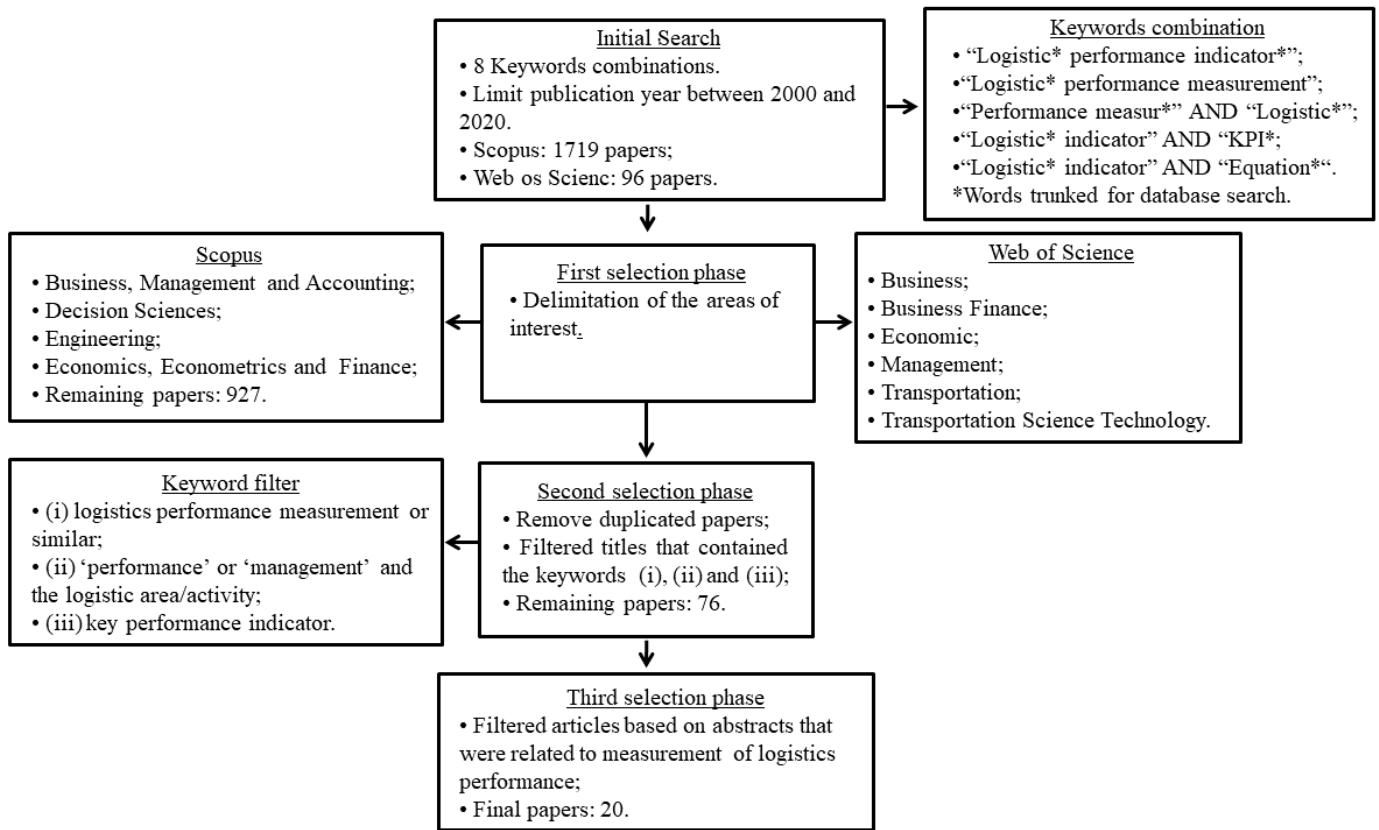 Initial Search
• 8 Keywords combinations.
• Limit publication year between 2000 and
2020.
• Scopus: 1719 papers;
• Web os Scienc: 96 papers.
Keywords combination
• “Logistic* performance indicator*”;
•“Logistic* performance measurement”;
•“Performance measur*” AND “Logistic*”;
•“Logistic* indicator” AND “KPI*;
•“Logistic* indicator” AND “Equation*“.
*Words trunked for database search.
Scopus
• Business, Management and Accounting;
• Decision Sciences;
• Engineering;
• Economics, Econometrics and Finance;
• Remaining papers: 927.
First selection phase
• Delimitation of the areas of
interest.
Web of Science
• Business;
• Business Finance;
• Economic;
• Management;
• Transportation;
• Transportation Science Technology.
Keyword filter
• (i) logistics performance measurement or
similar;
• (ii) ‘performance’ or ‘management’ and
the logistic area/activity;
• (iii) key performance indicator.
Second selection phase
• Remove duplicated papers;
• Filtered titles that contained
the keywords (i), (ii) and (iii);
• Remaining papers: 76.
Third selection phase
• Filtered articles based on abstracts that
were related to measurement of logistics
performance;
• Final papers: 20.